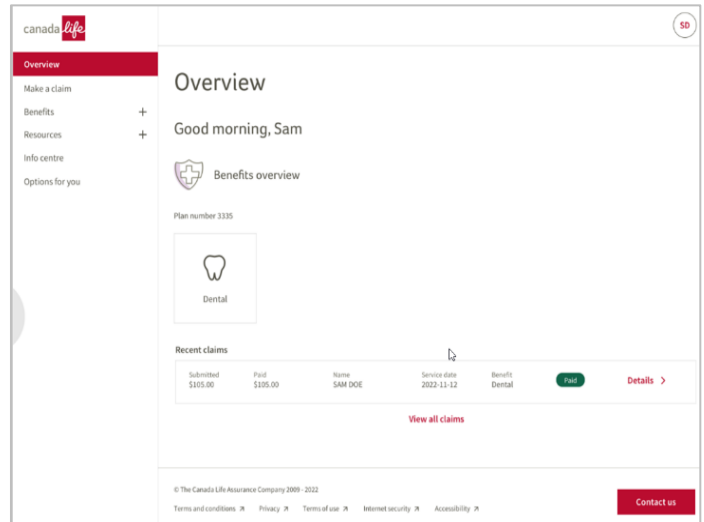 canada life
SD
Overview
Make a claim
Benefits
Resources
Info centre
Options for you
Overview
Good morning, Sam
Benefits overview
Plan number 3335
Dental
Recent claims
Submitted Paid Name Service date Benefit
$105.00 $105.00 SAM DOE 2022-11-12 Dental Paid Details
View all claims
© The Canada Life Assurance Company 2009 - 2022
Terms and conditions Privacy Terms of use Internet security Accessibility
Contact us